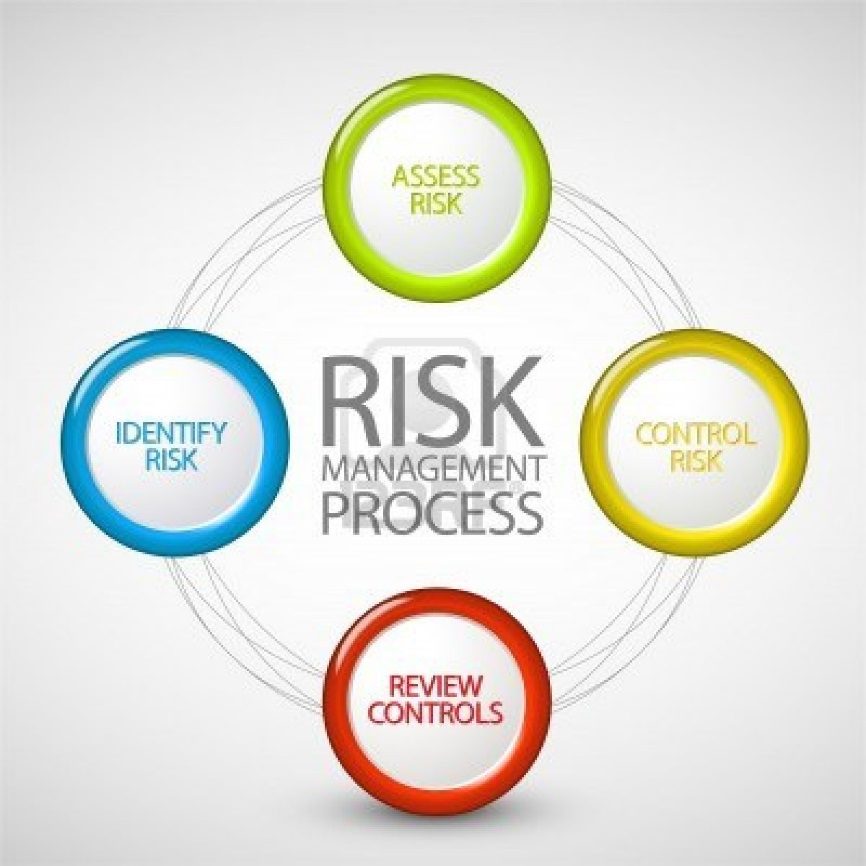 ASSESS
RISK
IDENTIFY
RISK
RISK
MANAGEMENT
PROCESS
CONTROL
RISK
REVIEW
CONTROLS